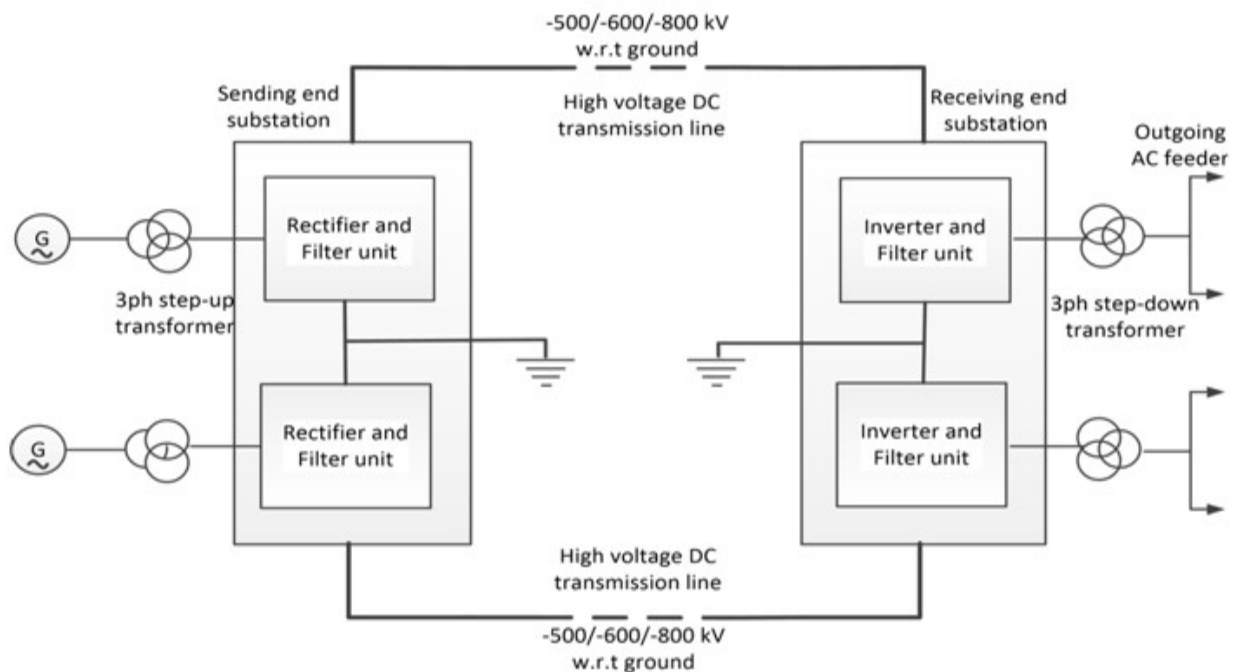 -500/-600/-800 kV
w.r.t ground
Sending end
substation
High voltage DC
transmission line
Receiving end
substation
Outgoing
AC feeder
G
Rectifier and
Filter unit
Inverter and
Filter unit
3ph step-up
transformer
3ph step-down
transformer
G
Rectifier and
Filter unit
Inverter and
Filter unit
High voltage DC
transmission line
-500/-600/-800 kV
w.r.t ground